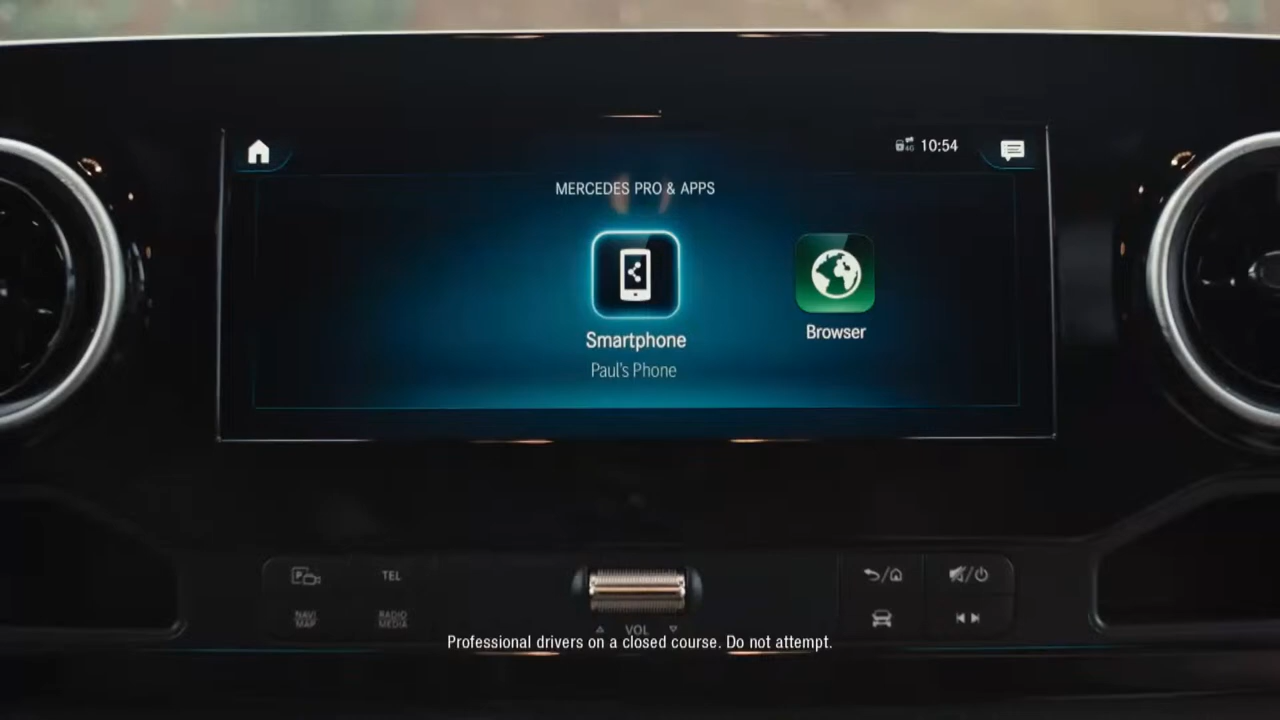 10:54
MERCEDES PRO & APPS
Smartphone
Paul's Phone
Browser
TEL
NAVI
MAP
RADIO
MEDIA
VOL
Professional drivers on a closed course. Do not attempt.